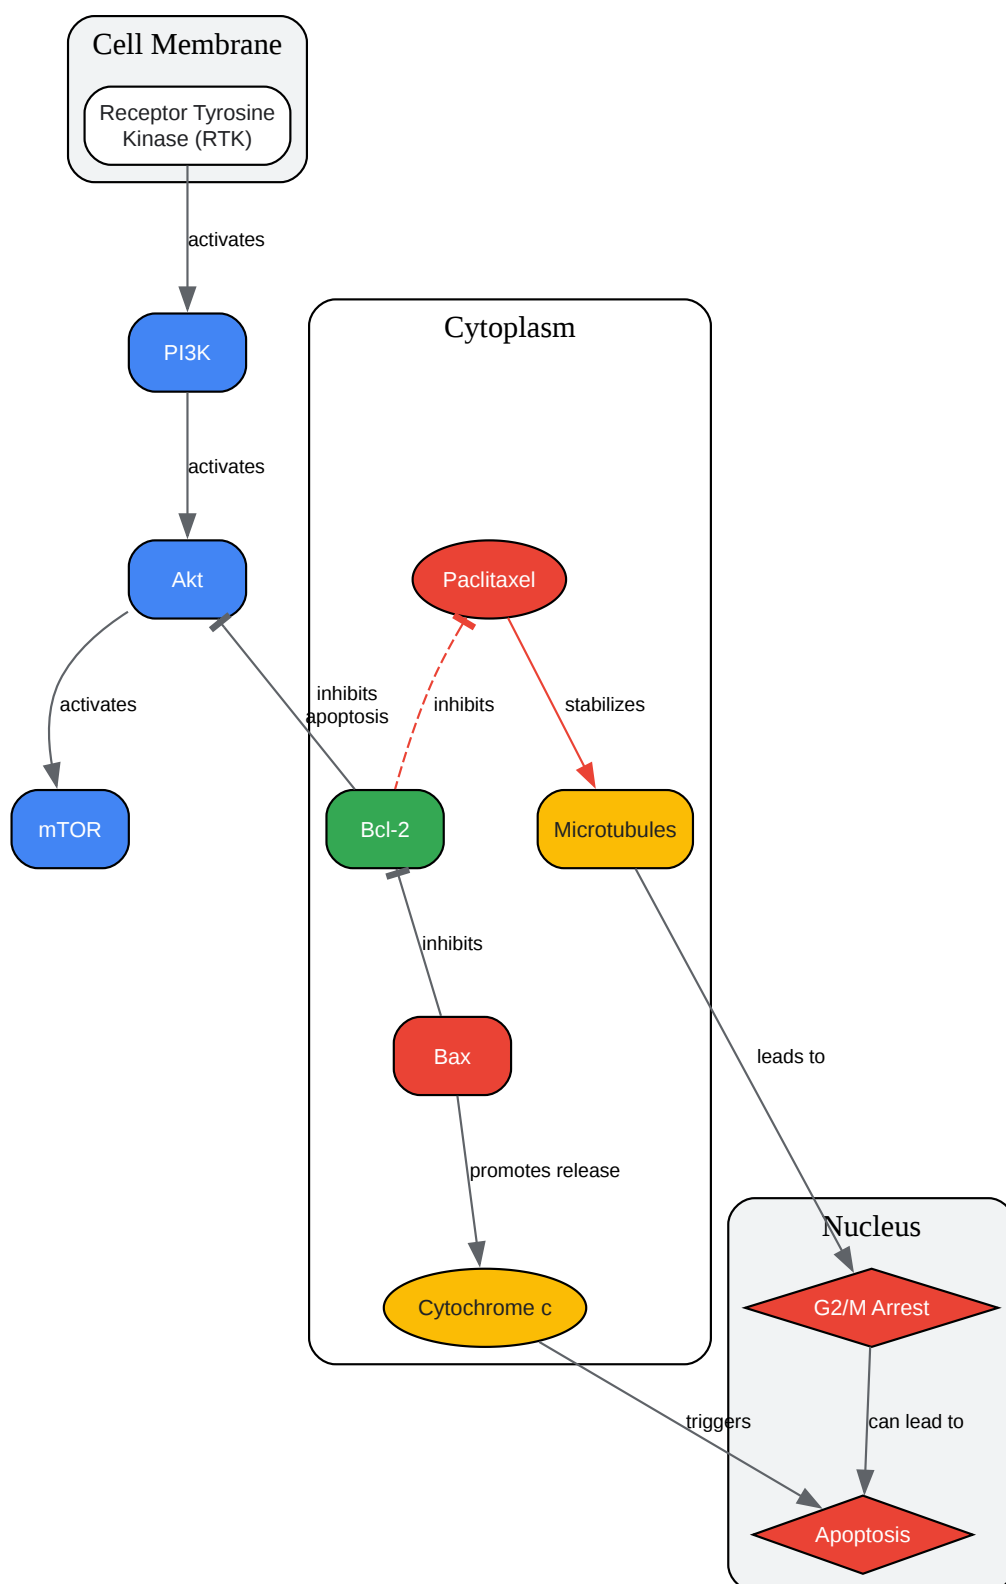 Cell Membrane
Receptor Tyrosine
Kinase (RTK)
activates
PI3K
Cytoplasm
activates
Akt
Paclitaxel
activates
inhibits
apoptosis
inhibits
stabilizes
mTOR
Bcl-2
Microtubules
inhibits
Bax
leads to
promotes release
Nucleus
Cytochrome c
G2/M Arrest
triggers
can lead to
Apoptosis